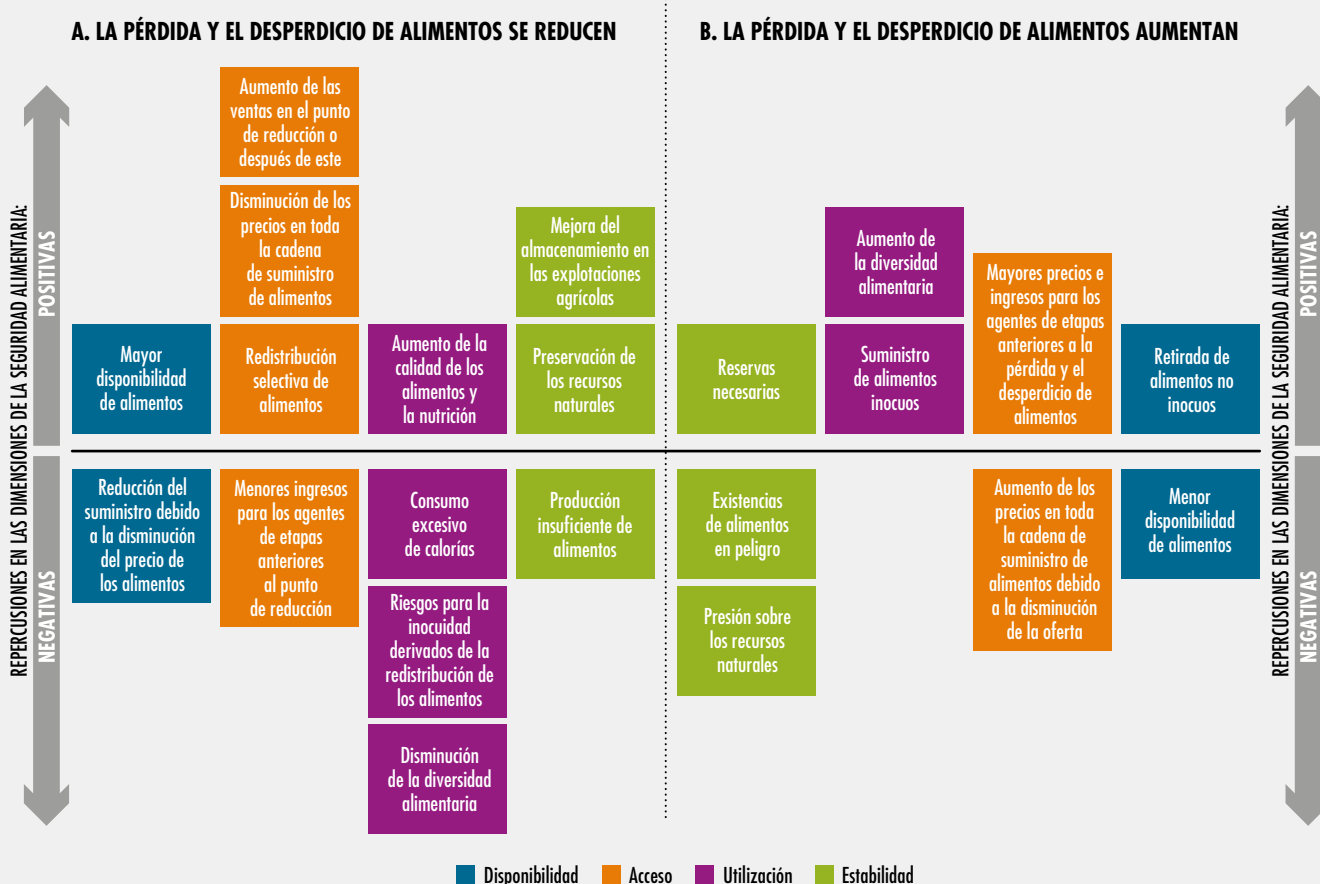 A. LA PÉRDIDA Y EL DESPERDICIO DE ALIMENTOS SE REDUCEN
B. LA PÉRDIDA Y EL DESPERDICIO DE ALIMENTOS AUMENTAN
REPERCUSIONES EN LAS DIMENSIONES DE LA SEGURIDAD ALIMENTARIA:
POSITIVAS
NEGATIVAS
Aumento de las
ventas en el punto
de reducción o
después de este
Disminución de los
precios en toda
la cadena
de suministro
de alimentos
Mejora del
almacenamiento en
las explotaciones
agrícolas
Mayor
disponibilidad
de alimentos
Redistribución
selectiva de
alimentos
Aumento de la
calidad de los
alimentos y
la nutrición
Preservación de
los recursos
naturales
Reducción del
suministro debido
a la disminución
del precio de
los alimentos
Menores ingresos
para los agentes
de etapas
anteriores
al punto
de reducción
Consumo
excesivo
de calorías
Producción
insuficiente de
alimentos
Riesgos para la
inocuidad
derivados de la
redistribución de
los alimentos
Disminución
de la diversidad
alimentaria
Aumento de
la diversidad
alimentaria
Reservas
necesarias
Suministro
de alimentos
inocuos
Mayores precios e
ingresos para los
agentes de etapas
anteriores a la
pérdida y el
desperdicio de
alimentos
Retirada de
alimentos no
inocuos
Existencias
de alimentos
en peligro
Presión sobre
los recursos
naturales
Aumento de los
precios en toda
la cadena de
suministro de
alimentos debido
a la disminución
de la oferta
Menor
disponibilidad
de alimentos
REPERCUSIONES EN LAS DIMENSIONES DE LA SEGURIDAD ALIMENTARIA:
POSITIVAS
NEGATIVAS
Disponibilidad
Acceso
Utilización
Estabilidad